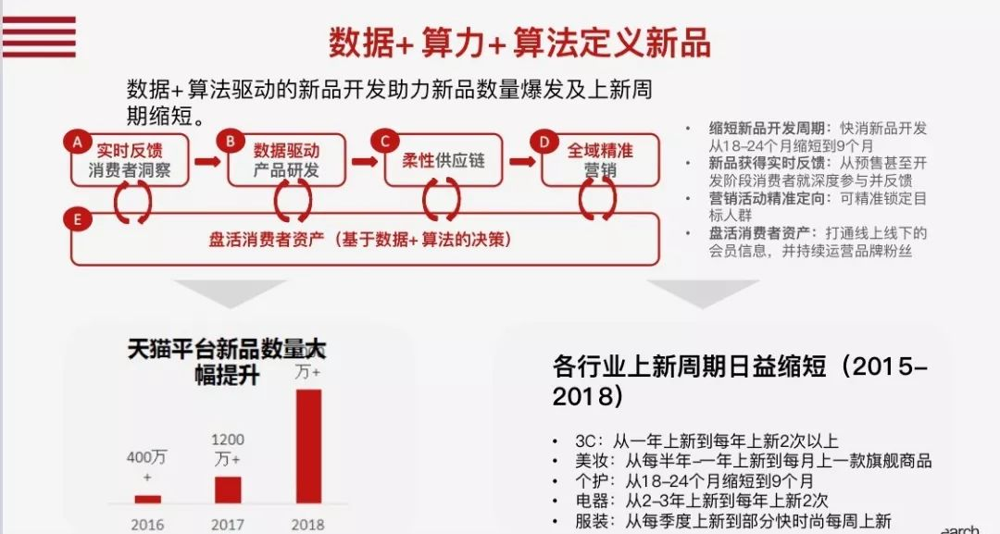 数据+ 算力+ 算法定义新品
数据+ 算法驱动的新品开发助力新品数量爆发及上新周
期缩短。
A
实时反馈
消费者洞察
B
数据驱动
产品研发
C
柔性供应链
D
全域精准
营销
E
盘活消费者资产（基于数据+ 算法的决策）
• 缩短新品开发周期：快消新品开发
从18-24个月缩短到9个月
• 新品获得实时反馈：从预售甚至开
发阶段消费者就深度参与并反馈
• 营销活动精准定向：可精准锁定目
标人群
• 盘活消费者资产：打通线上线下的
会员信息，并持续运营品牌粉丝
天猫平台新品数量大
幅提升
万+
1200
万+
400万
+
2016
2017
2018
各行业上新周期日益缩短（2015-
2018）
• 3C：从一年上新到每年上新2次以上
• 美妆：从每半年-一年上新到每月上一款旗舰商品
• 个护：从18-24个月缩短到9个月
• 电器：从2-3年上新到每年上新2次
• 服装：从每季度上新到部分快时尚每周上新